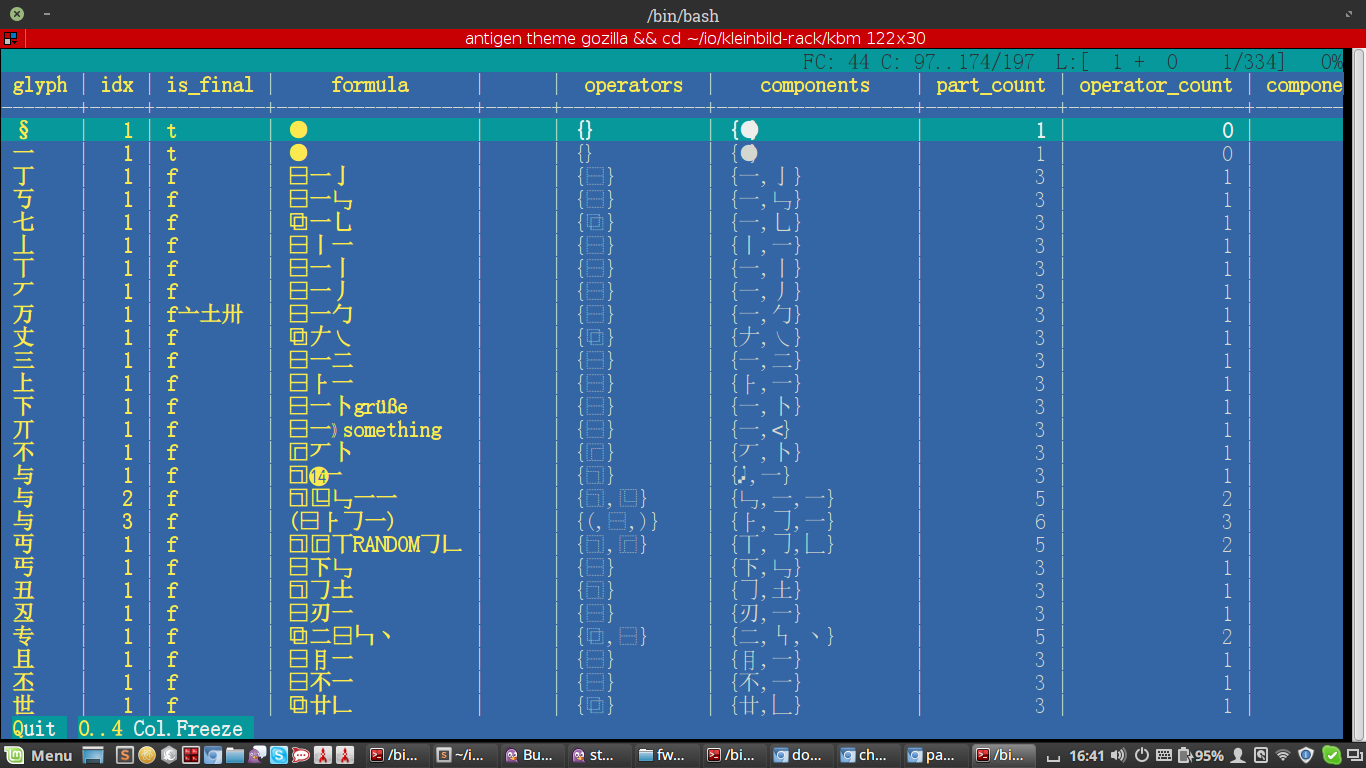 /bin/bash
antigen theme gozilla && cd ~/io/kleinbild-rack/kbm 122x30
FC: 44 C: 97..174/197 L:[ 1 + 0 1/334] 0%
glyph | idx | is_final | formula | | operators | components | part_count | operator_count | compone
§ | 1 | t | ● | | {} | {● | 1 | 0 |
一 | 1 | t | ● | | {} | {● | 1 | 0 |
丁 | 1 | f | ⿱一亅 | | {⿱} | {一,亅} | 3 | 1 |
丂 | 1 | f | ⿱一㇉ | | {⿱} | {一,㇉} | 3 | 1 |
七 | 1 | f | ⿻一乚 | | {⿻} | {一,乚} | 3 | 1 |
丄 | 1 | f | ⿱丨一 | | {⿱} | {丨,一} | 3 | 1 |
丅 | 1 | f | ⿱一丨 | | {⿱} | {一,丨} | 3 | 1 |
丆 | 1 | f | ⿱一丿 | | {⿱} | {一,丿} | 3 | 1 |
万 | 1 | f亠土卅 | ⿱一勹 | | {⿱} | {一,勹} | 3 | 1 |
丈 | 1 | f | ⿻𠂇㇏ | | {⿻} | {𠂇,㇏} | 3 | 1 |
三 | 1 | f | ⿱一二 | | {⿱} | {一,二} | 3 | 1 |
上 | 1 | f | ⿱⺊一 | | {⿱} | {⺊,一} | 3 | 1 |
下 | 1 | f | ⿱一卜grüße | | {⿱} | {一,卜} | 3 | 1 |
丌 | 1 | f | ⿱一 something | | {⿱} | {一,<} | 3 | 1 |
不 | 1 | f | ⿸丆卜 | | {⿸} | {丆,卜} | 3 | 1 |
与 | 1 | f | ⿹⑭一 | | {⿹} | {♩,一} | 3 | 1 |
与 | 2 | f | ⿹⿺㇉一一 | | {⿹,⿺} | {㇉,一,一} | 5 | 2 |
与 | 3 | f | (⿱⺊㇆一) | | {(,⿱,)} | {⺊,㇆,一} | 6 | 3 |
丏 | 1 | f | ⿹⿸丅RANDOM㇆𠃊 | | {⿹,⿸} | {丅,㇆,𠃊} | 5 | 2 |
丐 | 1 | f | ⿱下㇉ | | {⿱} | {下,㇉} | 3 | 1 |
丑 | 1 | f | ⿹㇆土 | | {⿹} | {㇆,土} | 3 | 1 |
刄 | 1 | f | ⿱刃一 | | {⿱} | {刃,一} | 3 | 1 |
专 | 1 | f | ⿻二⿱㇉丶 | | {⿻,⿱} | {二,㇉,丶} | 5 | 2 |
且 | 1 | f | ⿱月一 | | {⿱} | {月,一} | 3 | 1 |
丕 | 1 | f | ⿱不一 | | {⿱} | {不,一} | 3 | 1 |
世 | 1 | f | ⿻廿𠃊 | | {⿻} | {廿,𠃊} | 3 | 1 |
Quit 0..4 Col.Freeze
Menu /bi... ~/i... Bu... st... fw... /bi... do... ch... pa... /bi... 16:41 95%